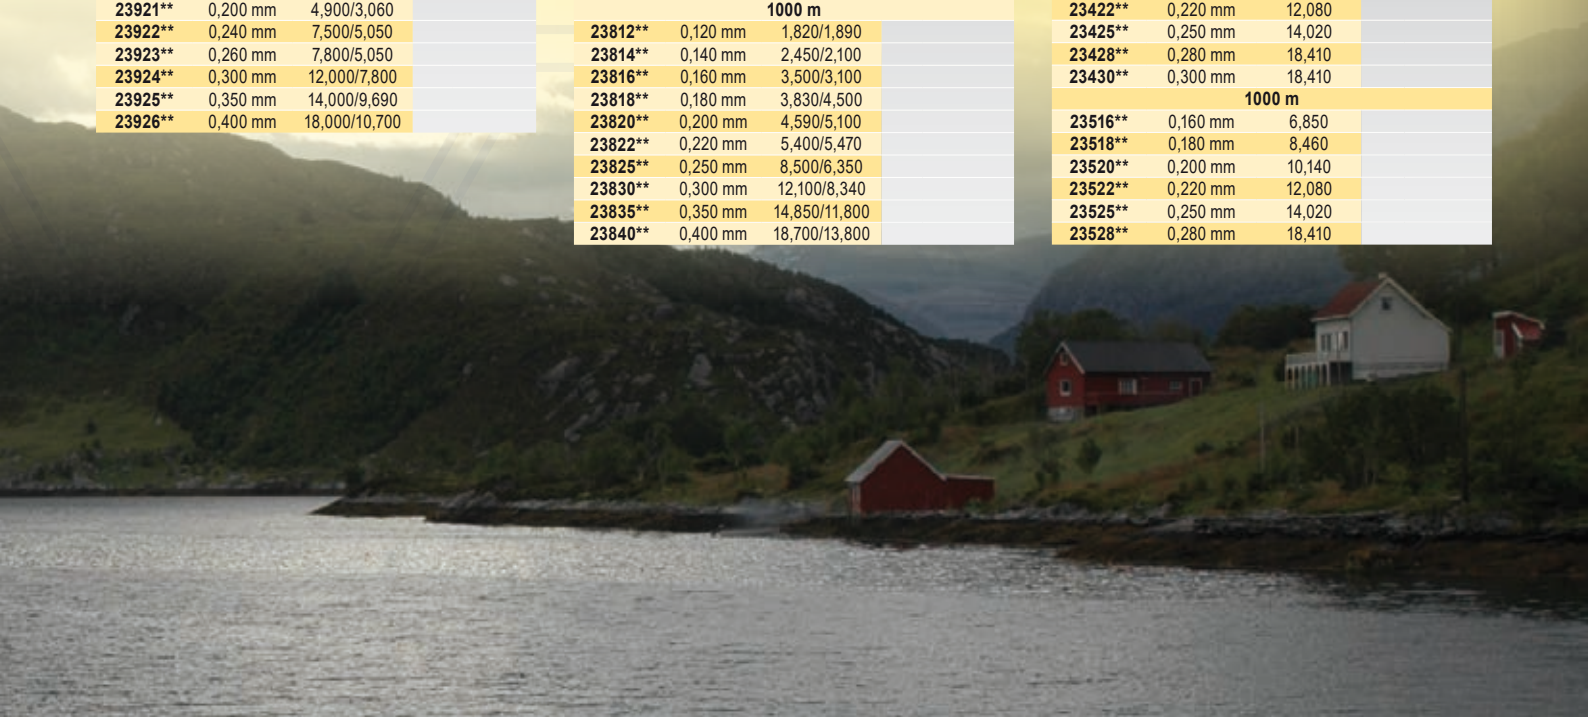 23921** 0,200 mm 4,900/3,060
23922** 0,240 mm 7,500/5,050
23923** 0,260 mm 7,800/5,050
23924** 0,300 mm 12,000/7,800
23925** 0,350 mm 14,000/9,690
23926** 0,400 mm 18,000/10,700
1000 m
23812** 0,120 mm 1,820/1,890
23814** 0,140 mm 2,450/2,100
23816** 0,160 mm 3,500/3,100
23818** 0,180 mm 3,830/4,500
23820** 0,200 mm 4,590/5,100
23822** 0,220 mm 5,400/5,470
23825** 0,250 mm 8,500/6,350
23830** 0,300 mm 12,100/8,340
23835** 0,350 mm 14,850/11,800
23840** 0,400 mm 18,700/13,800
23422** 0,220 mm 12,080
23425** 0,250 mm 14,020
23428** 0,280 mm 18,410
23430** 0,300 mm 18,410
1000 m
23516** 0,160 mm 6,850
23518** 0,180 mm 8,460
23520** 0,200 mm 10,140
23522** 0,220 mm 12,080
23525** 0,250 mm 14,020
23528** 0,280 mm 18,410